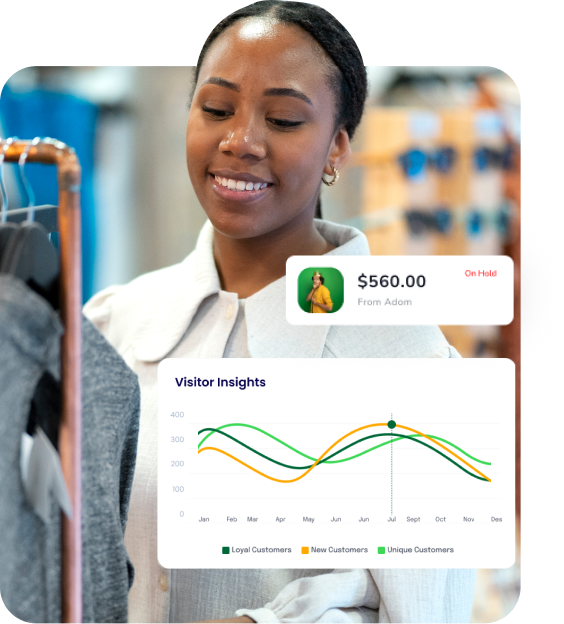 $560.00
On Hold
From Adom
Visitor Insights
400
300
200
100
0
Jan Feb Mar Apr May Jun Jun Jul Sept Oct Nov Des
Loyal Customers New Customers Unique Customers